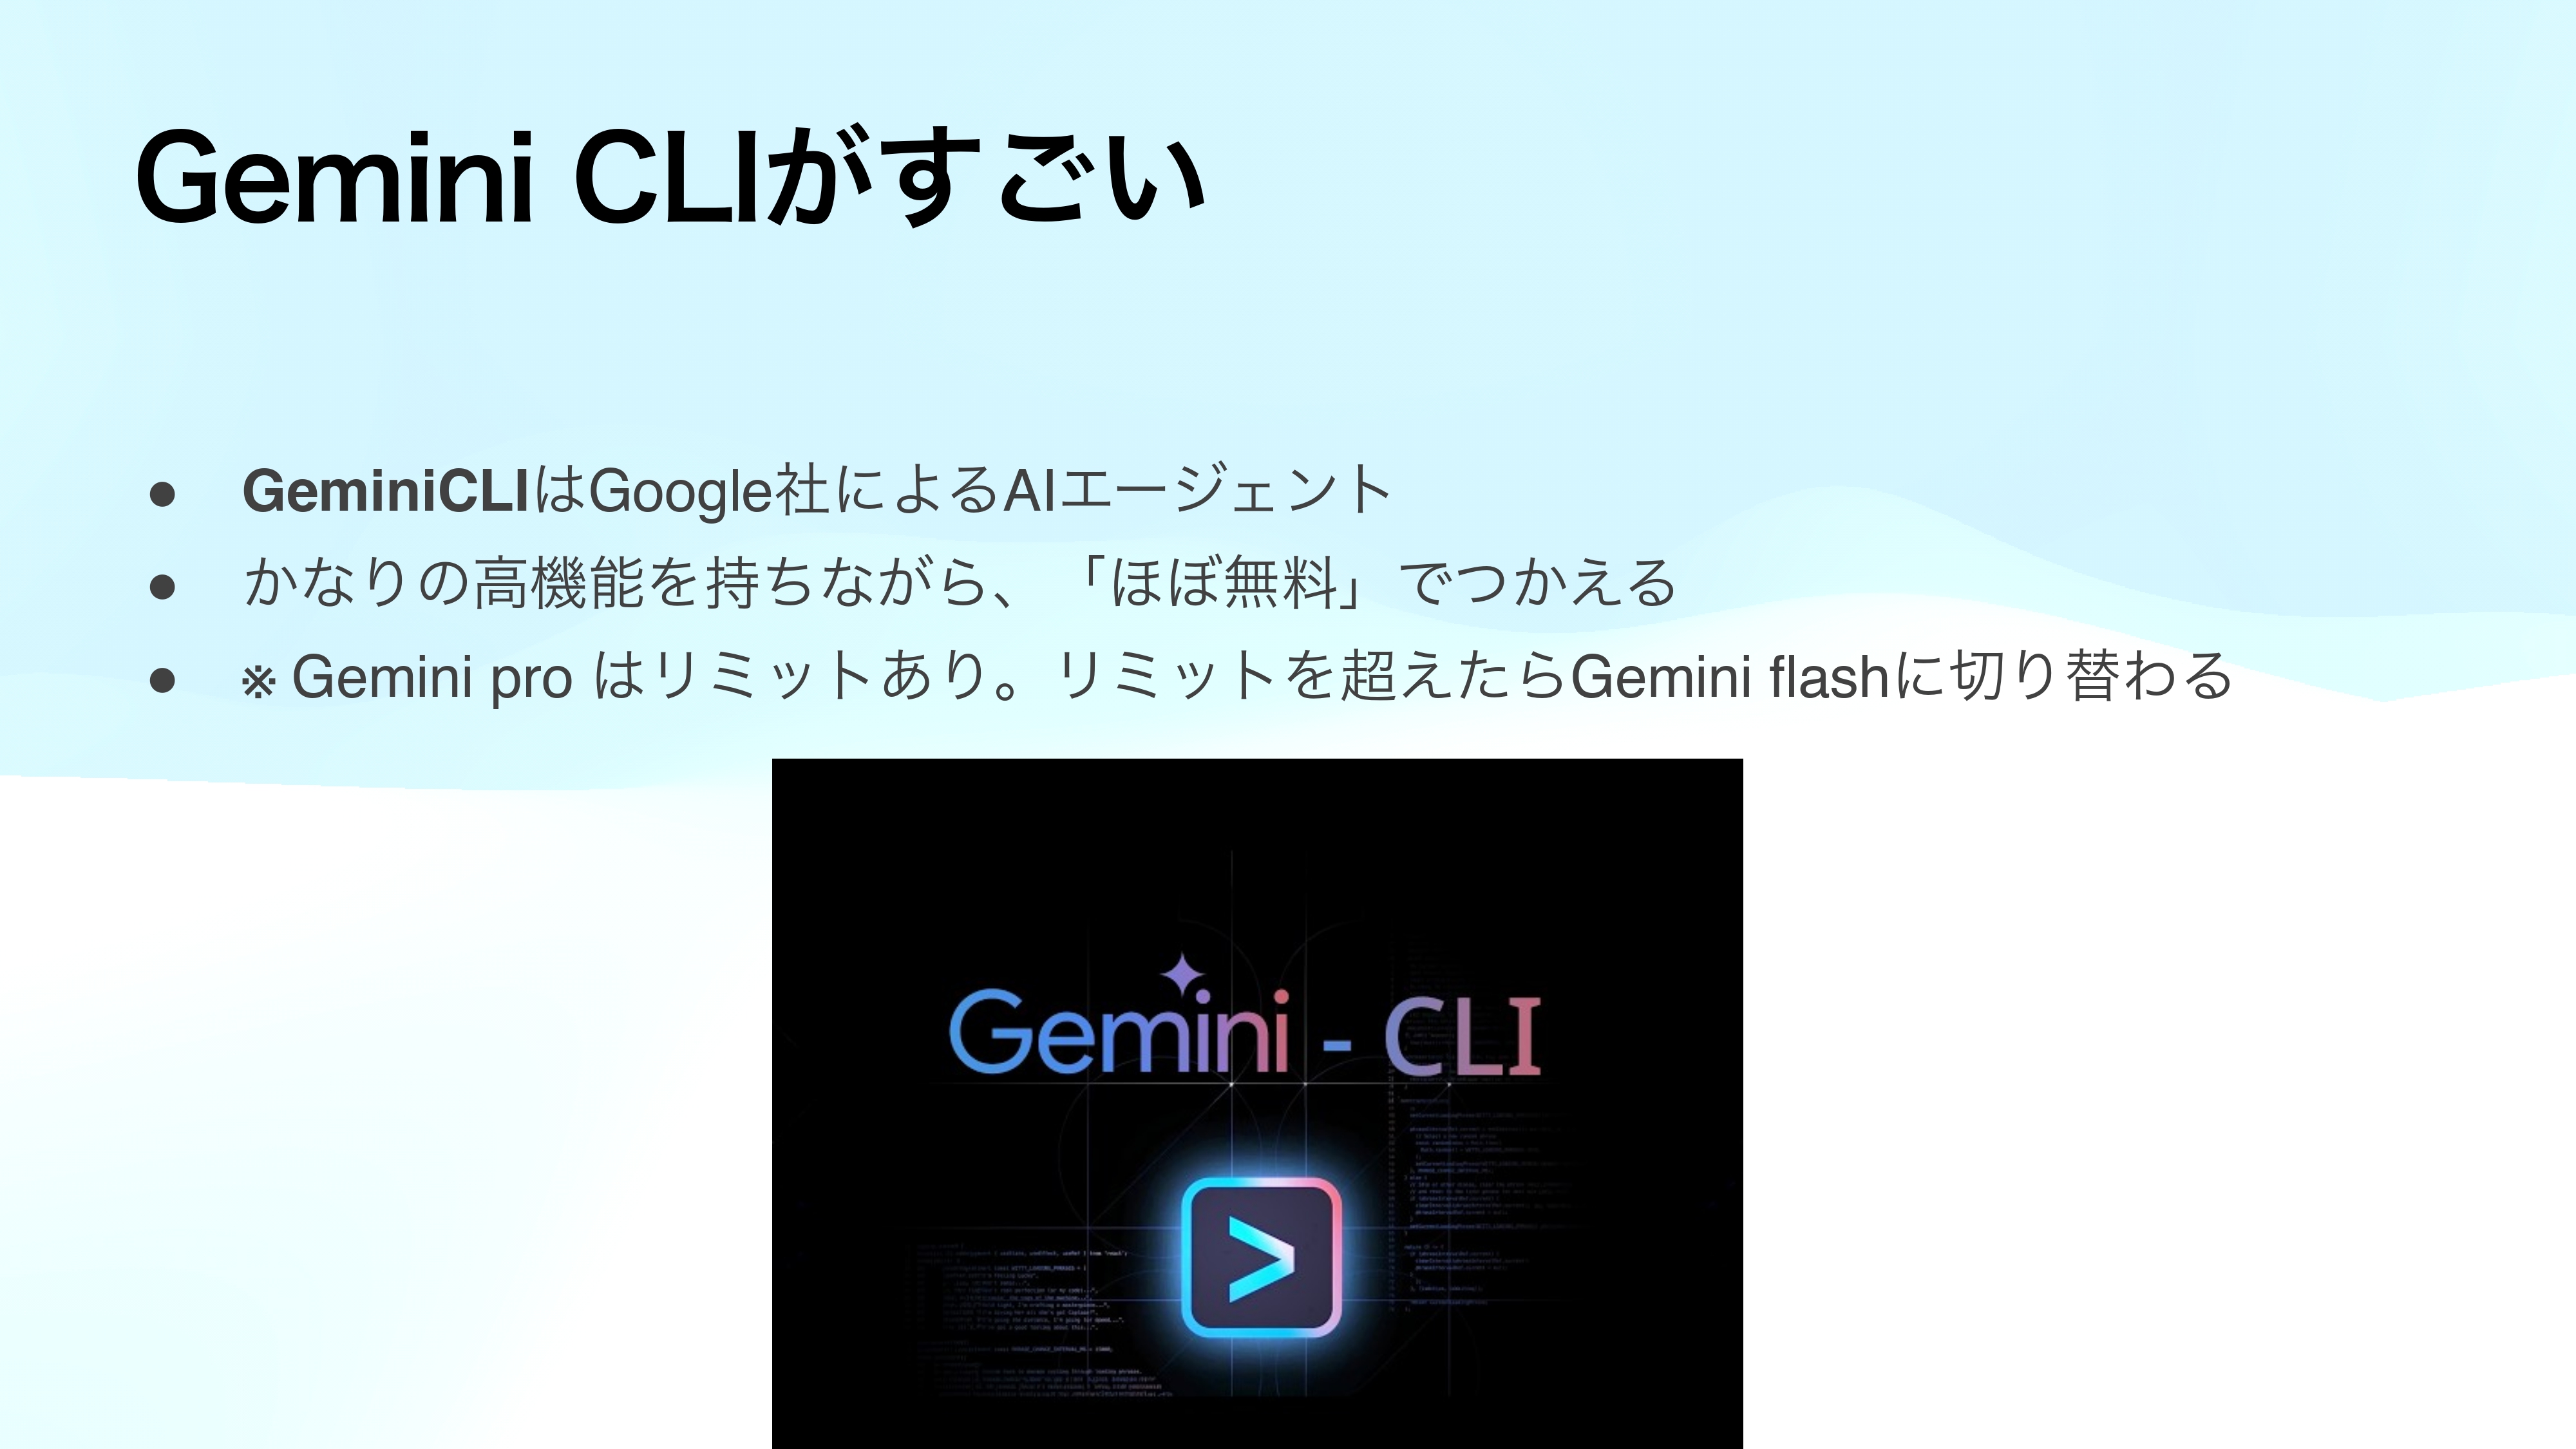 Gemini CLIがすごい
● GeminiCLIはGoogle社によるAIエージェント
● かなりの高機能を持ちながら、「ほぼ無料」でつかえる
● ※ Gemini pro はリミットあり。リミットを超えたらGemini flashに切り替わる
Gemini - CLI
>